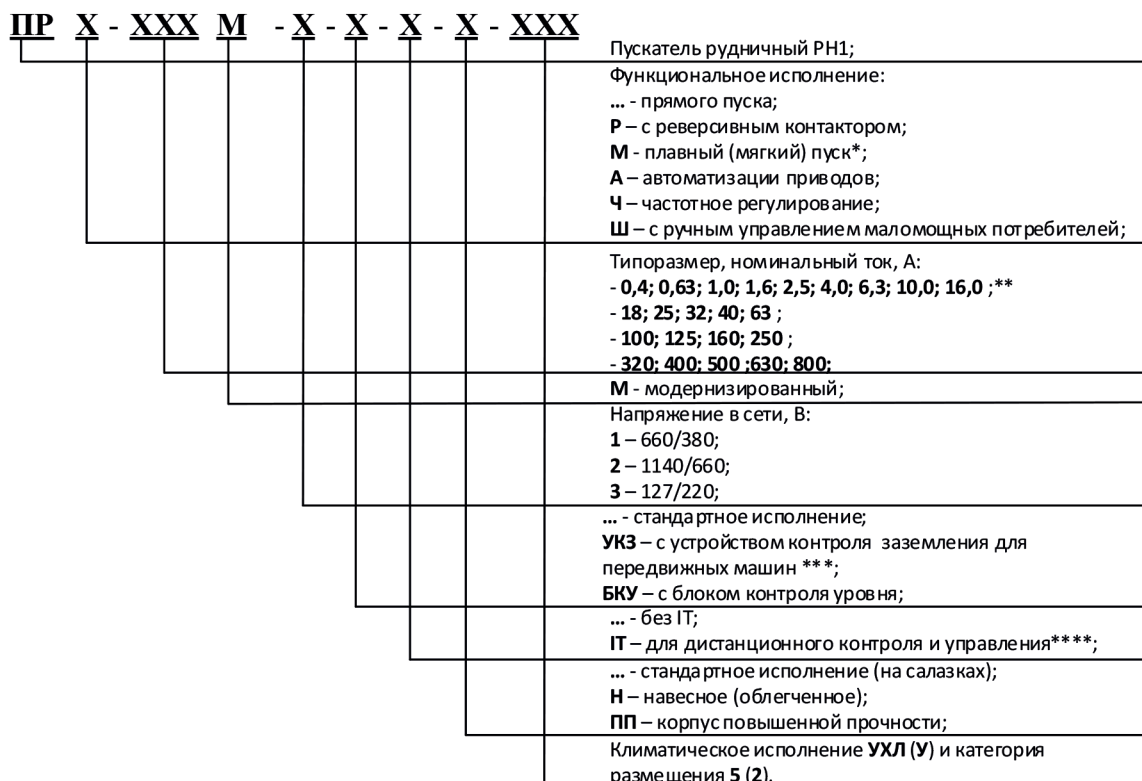 ПР Х - ХХХ М - Х - Х - Х - Х - ХХХ
Пускатель рудничный РН1;
Функциональное исполнение:
... - прямого пуска;
Р – с реверсивным контактором;
М - плавный (мягкий) пуск*;
А – автоматизации приводов;
Ч – частотное регулирование;
Ш – с ручным управлением маломощных потребителей;
Типоразмер, номинальный ток, А:
- 0,4; 0,63; 1,0; 1,6; 2,5; 4,0; 6,3; 10,0; 16,0 ;**
- 18; 25; 32; 40; 63 ;
- 100; 125; 160; 250 ;
- 320; 400; 500 ;630; 800;
М - модернизированный;
Напряжение в сети, В:
1 – 660/380;
2 – 1140/660;
3 – 127/220;
... - стандартное исполнение;
УКЗ – с устройством контроля заземления для
передвижных машин ***;
БКУ – с блоком контроля уровня;
... - без IT;
IT – для дистанционного контроля и управления****;
... - стандартное исполнение (на салазках);
Н – навесное (облегченное);
ПП – корпус повышенной прочности;
Климатическое исполнение УХЛ (У) и категория
размещения 5 (2).